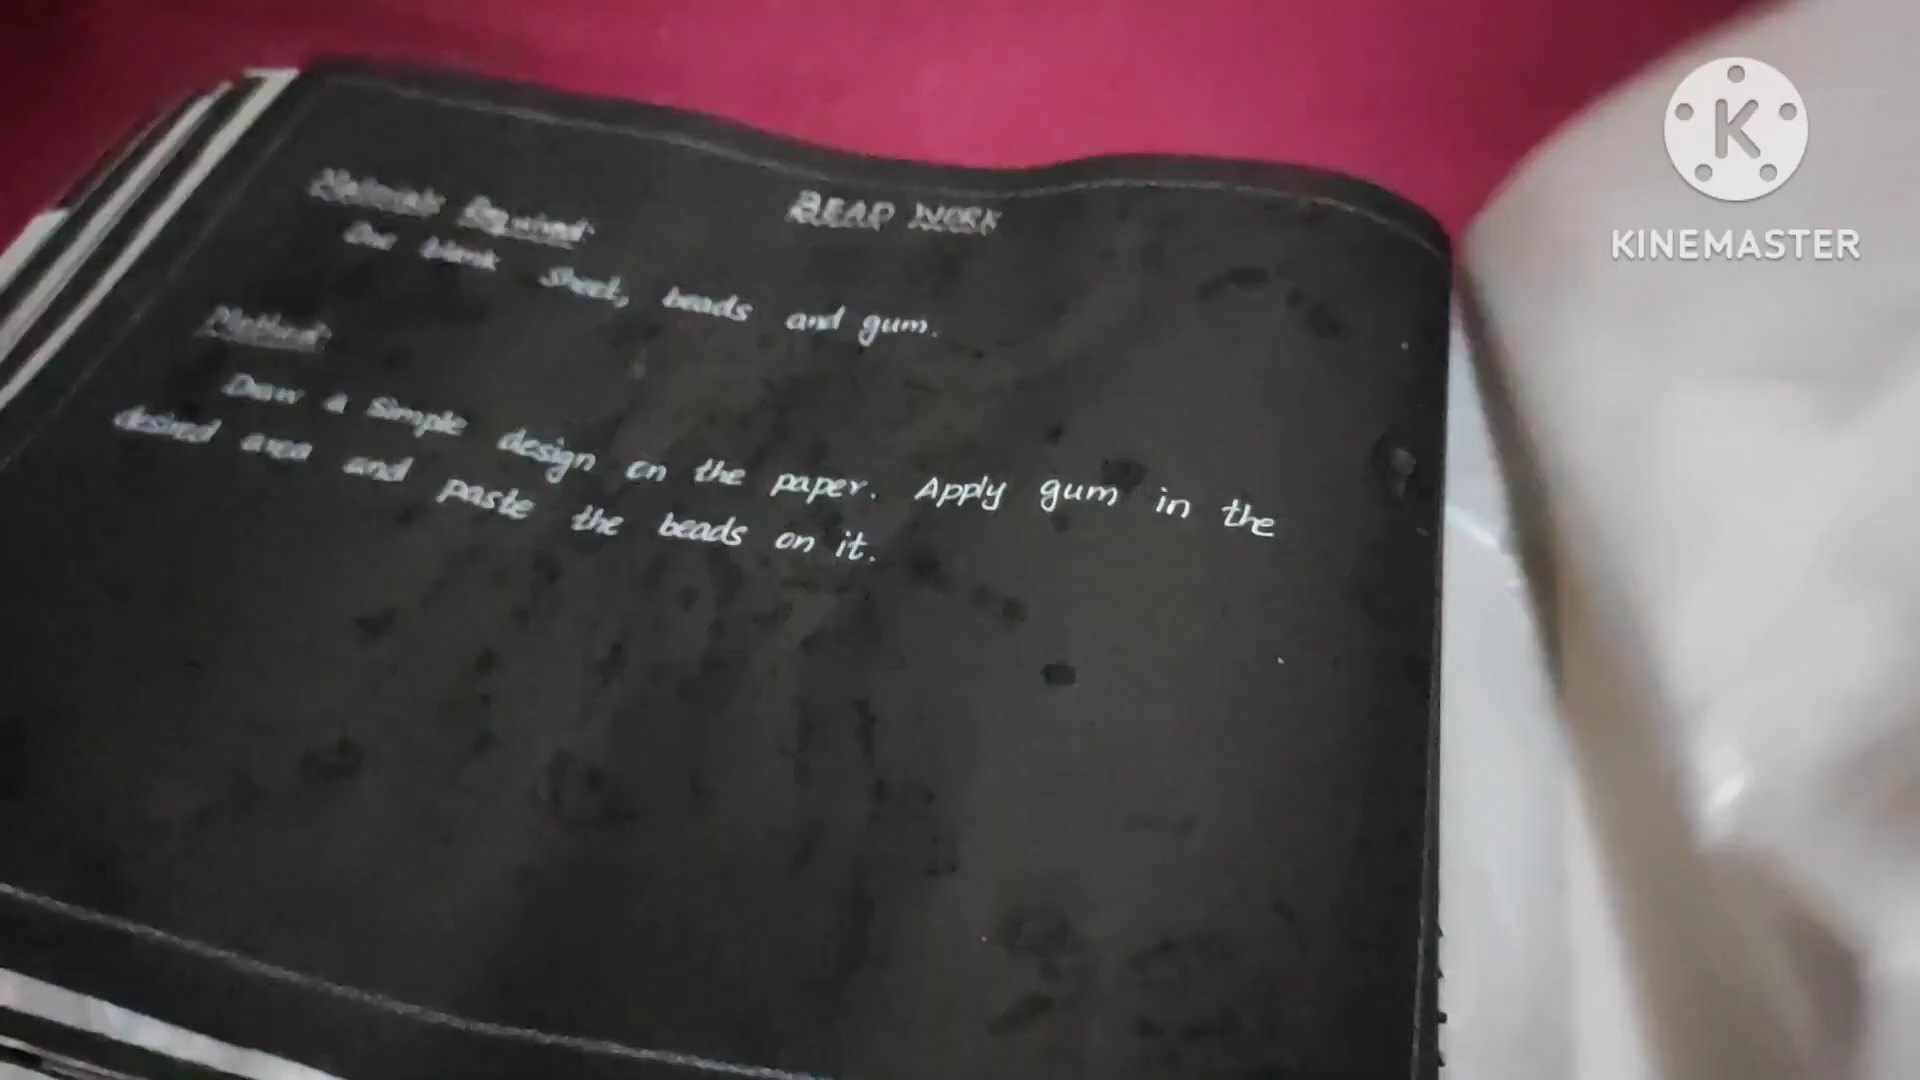 BEAD WORK
Materials Required:
One blank sheet, beads and gum.
Method:
Draw a simple design on the paper. Apply gum in the
desired area and paste the beads on it.
K
KINEMASTER